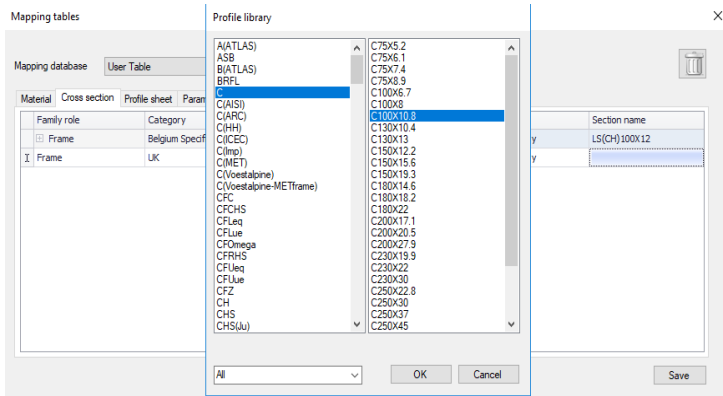 Mapping tables
Profile library
Mapping database
User Table
Material
Cross section
Profile sheet
Param
Family role
Category
Section name
Frame
Belgium Specifi
y
LS(CH)100X12
Frame
UK
y
A(ATLAS)
ASB
B(ATLAS)
BRFL
C
C(AISI)
C(ARC)
C(HH)
C(ICEC)
C(Imp)
C(MET)
C(Voestalpine)
C(Voestalpine-METframe)
CFC
CFCHS
CFLeq
CFLue
CFOmega
CFRHS
CFUeq
CFUue
CFZ
CH
CHS
CHS(Ju)
C75X5.2
C75X6.1
C75X7.4
C75X8.9
C100X6.7
C100X8
C100X10.8
C130X10.4
C130X13
C150X12.2
C150X15.6
C150X19.3
C180X14.6
C180X18.2
C180X22
C200X17.1
C200X20.5
C200X27.9
C230X19.9
C230X22
C230X30
C250X22.8
C250X30
C250X37
C250X45
All
OK
Cancel
Save